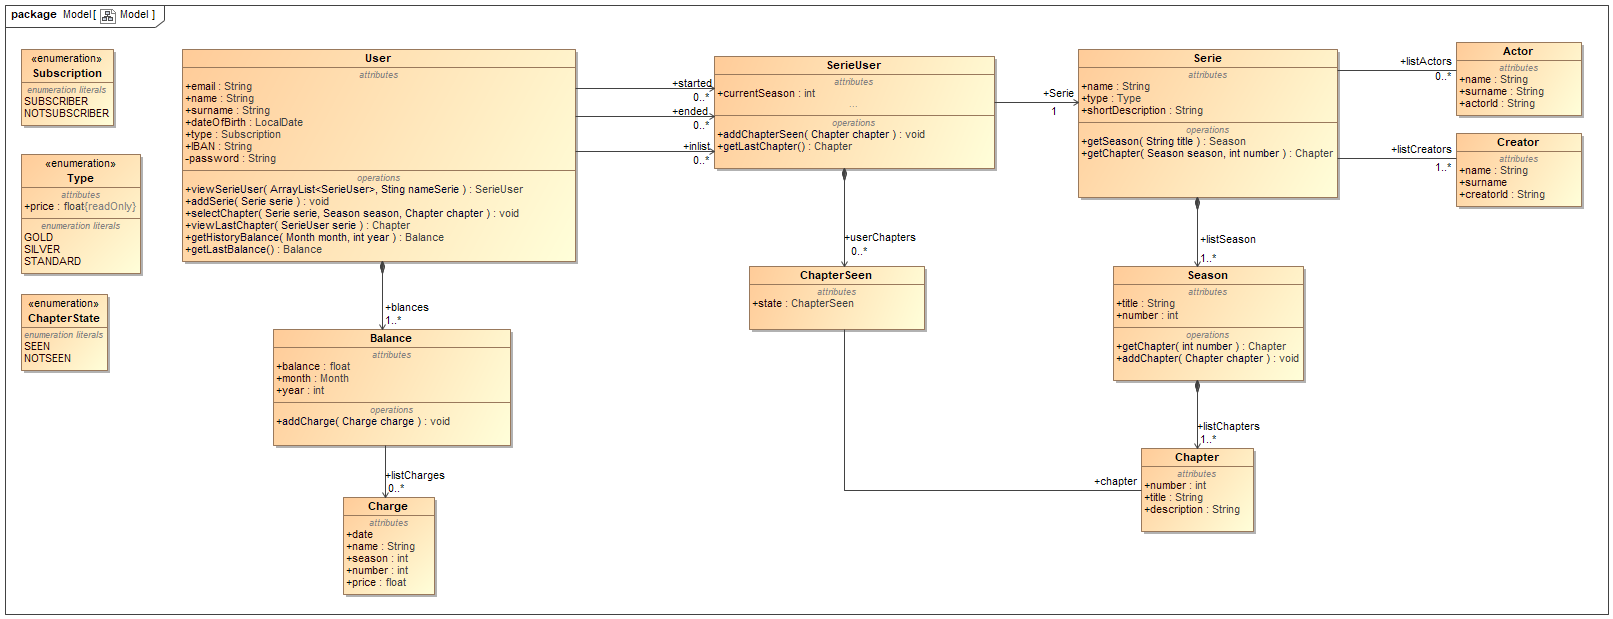 package Model[ Model ]
«enumeration»
Subscription
enumeration literals
SUBSCRIBER
NOTSUBSCRIBER
«enumeration»
Type
attributes
+price : float{readOnly}
enumeration literals
GOLD
SILVER
STANDARD
«enumeration»
ChapterState
enumeration literals
SEEN
NOTSEEN
User
attributes
+email : String
+name : String
+surname : String
+dateOfBirth : LocalDate
+type : Subscription
+IBAN : String
-password : String
operations
+viewSerieUser( ArrayList<SerieUser>, Sting nameSerie ) : SerieUser
+addSerie( Serie serie ) : void
+selectChapter( Serie serie, Season season, Chapter chapter ) : void
+viewLastChapter( SerieUser serie ) : Chapter
+getHistoryBalance( Month month, int year ) : Balance
+getLastBalance() : Balance
+started
0..*
+ended
0..*
+inlist
0..*
+blances
1..*
Balance
attributes
+balance : float
+month : Month
+year : int
operations
+addCharge( Charge charge ) : void
+listCharges
0..*
Charge
attributes
+date
+name : String
+season : int
+number : int
+price : float
SerieUser
attributes
+currentSeason : int
...
operations
+addChapterSeen( Chapter chapter ) : void
+getLastChapter() : Chapter
+Serie
1
+userChapters
0..*
ChapterSeen
attributes
+state : ChapterSeen
+chapter
Serie
attributes
+name : String
+type : Type
+shortDescription : String
operations
+getSeason( String title ) : Season
+getChapter( Season season, int number ) : Chapter
+listActors
0..*
+listCreators
1..*
+listSeason
1..*
Season
attributes
+title : String
+number : int
operations
+getChapter( int number ) : Chapter
+addChapter( Chapter chapter ) : void
+listChapters
1..*
Chapter
attributes
+number : int
+title : String
+description : String
Actor
attributes
+name : String
+surname : String
+actorId : String
Creator
attributes
+name : String
+surname
+creatorId : String